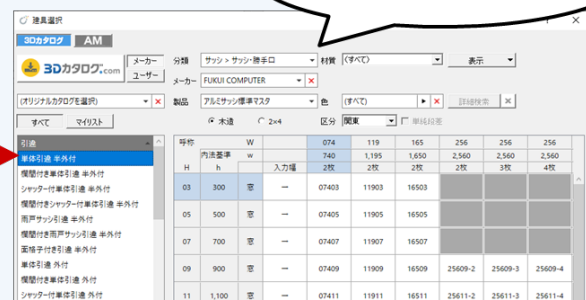 建具選択
3Dカタログ AM
3Dカタログ.com メーカー
ユーザー
分類 サッシ > サッシ・勝手口 材質 (すべて) 表示
メーカー FUKUI COMPUTER
(オリジナルカタログを選択) 製品 アルミサッシ標準マスタ 色 (すべて) 詳細検索
すべて マイリスト 木造 2×4 区分 関東 単純段差
引違
単体引違 半外付
欄間付き単体引違 半外付
シャッター付単体引違 半外付
欄間付きシャッター付単体引違 半外付
雨戸サッシ引違 半外付
欄間付き雨戸サッシ引違 半外付
面格子付き引違 半外付
単体引違 外付
欄間付き単体引違 外付
シャッター付単体引違 外付
呼称 W 074 119 165 256 256 256
内法基準 w 740 1,195 1,650 2,560 2,560 2,560
H h 入力幅 2枚 2枚 2枚 2枚 3枚 4枚
03 300 窓 ー 07403 11903 16503
05 500 窓 ー 07405 11905 16505
07 700 窓 ー 07407 11907 16507
09 900 窓 ー 07409 11909 16509 25609-2 25609-3 25609-4
11 1,100 窓 ー 07411 11911 16511 25611-2 25611-3 25611-4